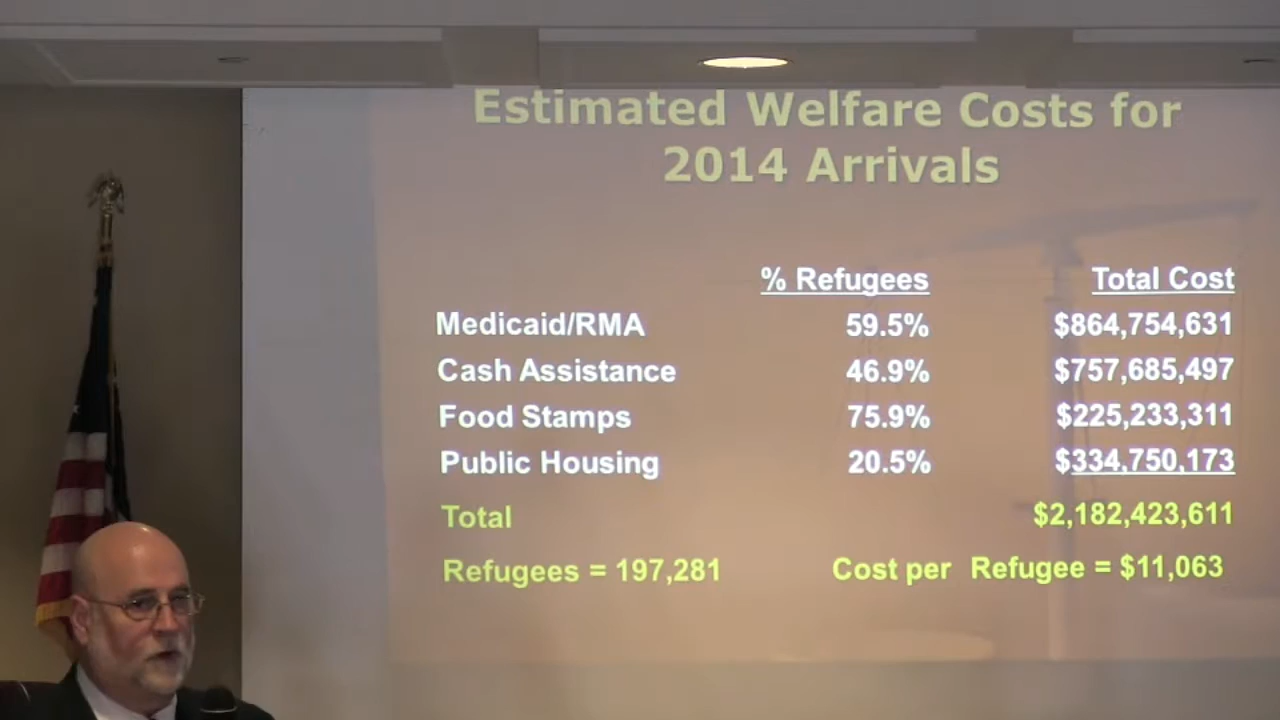 Estimated Welfare Costs for
2014 Arrivals
% Refugees Total Cost
Medicaid/RMA 59.5% $864,754,631
Cash Assistance 46.9% $757,685,497
Food Stamps 75.9% $225,233,311
Public Housing 20.5% $334,750,173
Total $2,182,423,611
Refugees = 197,281 Cost per Refugee = $11,063